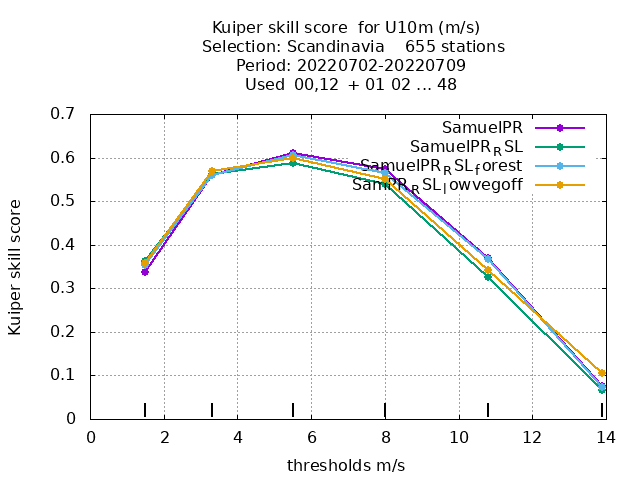 Kuiper skill score  for U10m (m/s)
Selection: Scandinavia    655 stations
Period: 20220702-20220709
Used  00,12  + 01 02 ... 48
0.7
0.6
0.5
0.4
0.3
0.2
0.1
0
Kuiper skill score
SamuelPR
SamuelPR_RSL
SamuelPR_RSL_forest
SamPR_RSL_lowvegoff
0 2 4 6 8 10 12 14
thresholds m/s